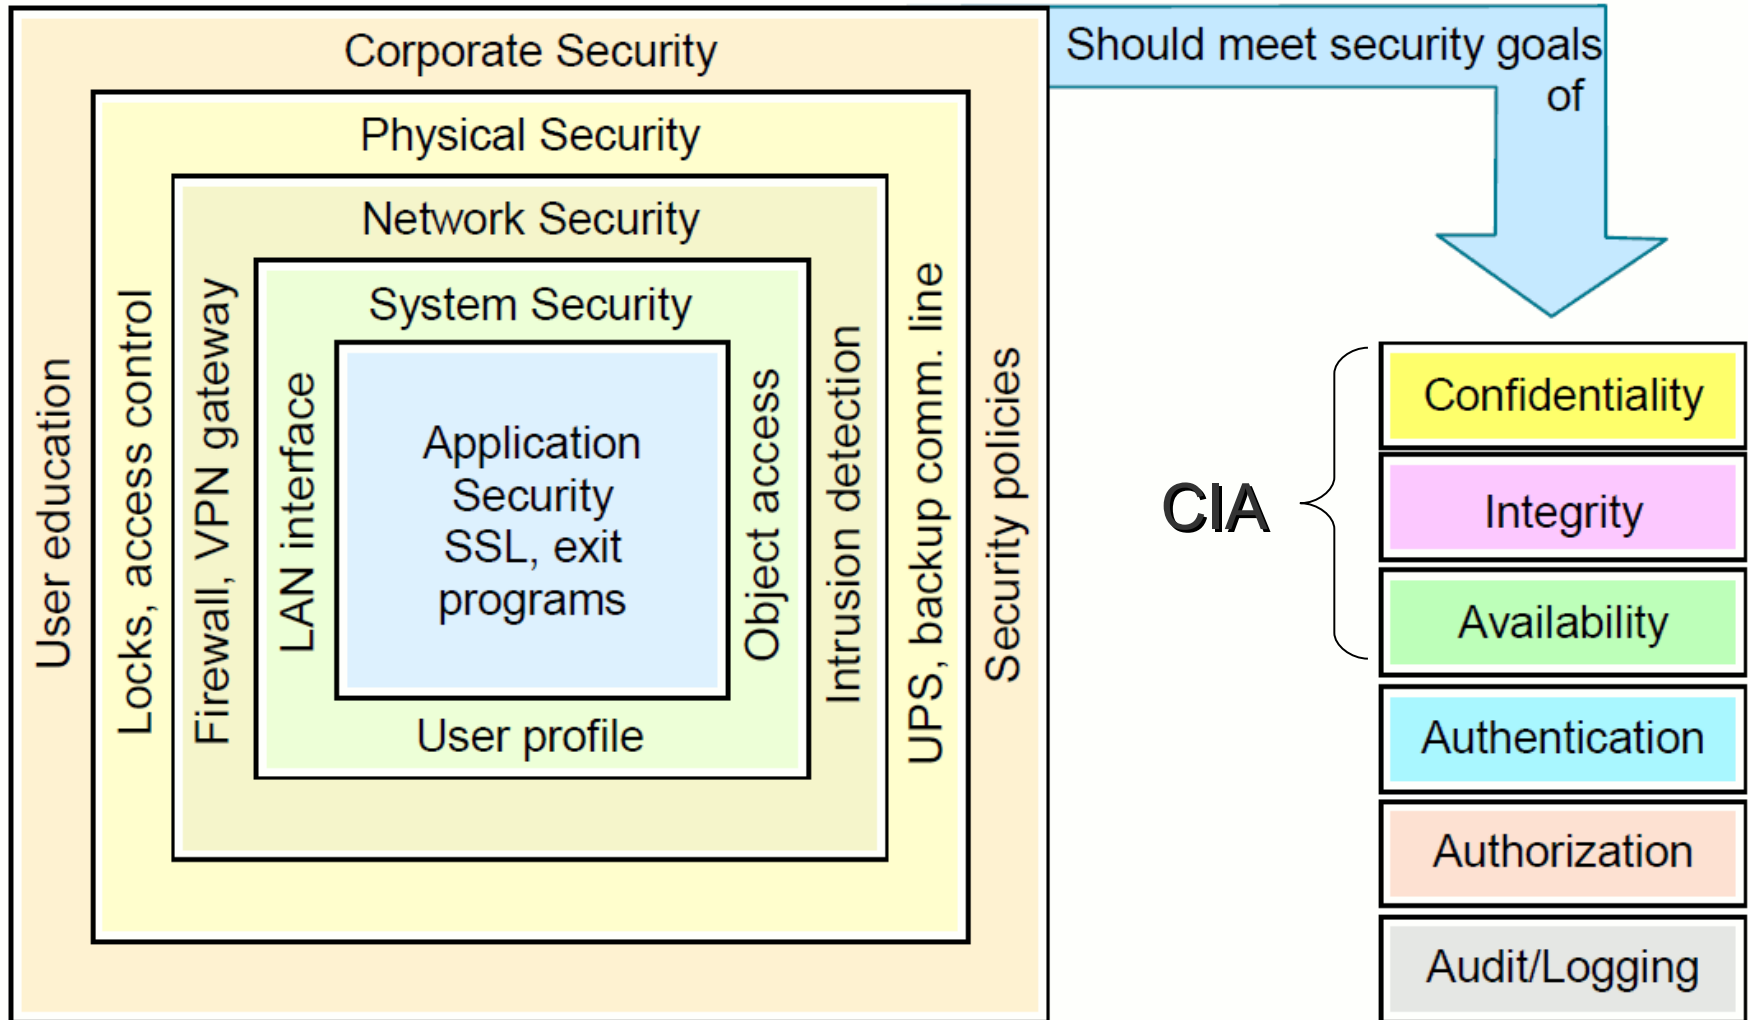 Corporate Security
Physical Security
Network Security
System Security
Application
Security
SSL, exit
programs
User profile
User education
Locks, access control
Firewall, VPN gateway
LAN interface
Object access
Intrusion detection
UPS, backup comm. line
Security policies
Should meet security goals
of
CIA
Confidentiality
Integrity
Availability
Authentication
Authorization
Audit/Logging